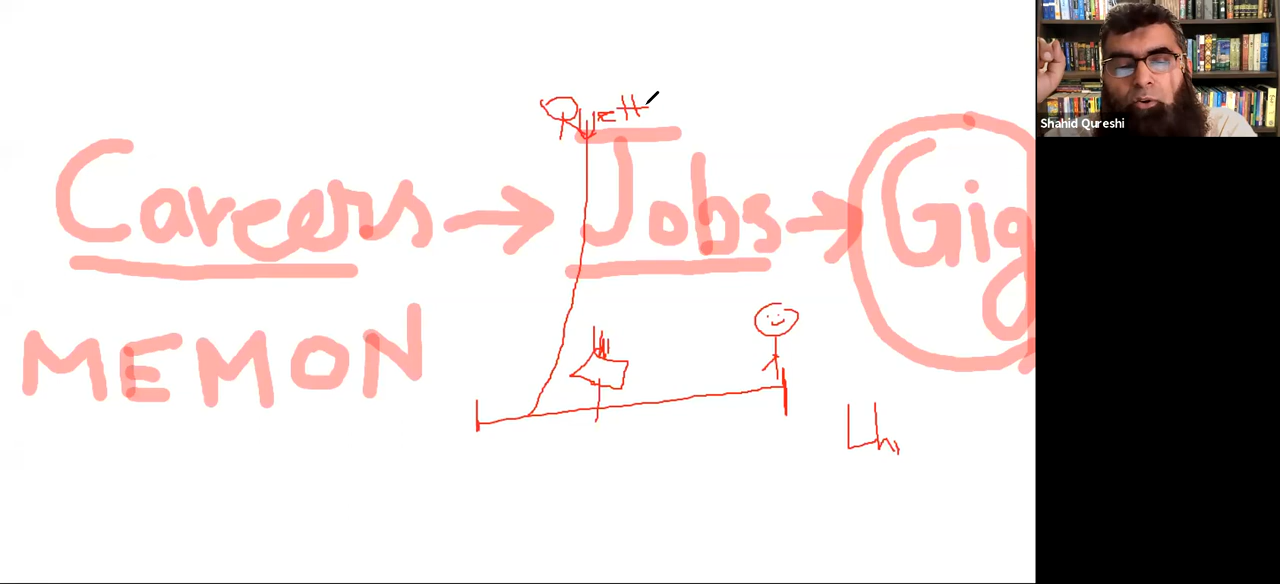 Careers → Jobs → Gig
MEMON
Shahid Qureshi